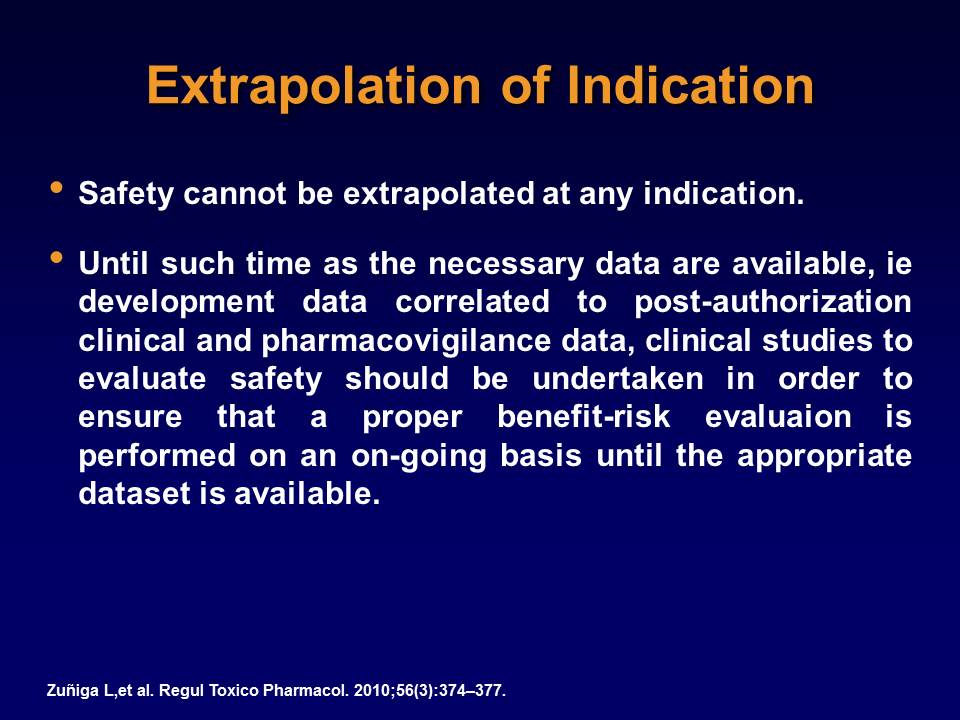 Extrapolation of Indication
• Safety cannot be extrapolated at any indication.
• Until such time as the necessary data are available, ie
development data correlated to post-authorization
clinical and pharmacovigilance data, clinical studies to
evaluate safety should be undertaken in order to
ensure that a proper benefit-risk evaluaion is
performed on an on-going basis until the appropriate
dataset is available.
Zuñiga L,et al. Regul Toxico Pharmacol. 2010;56(3):374–377.